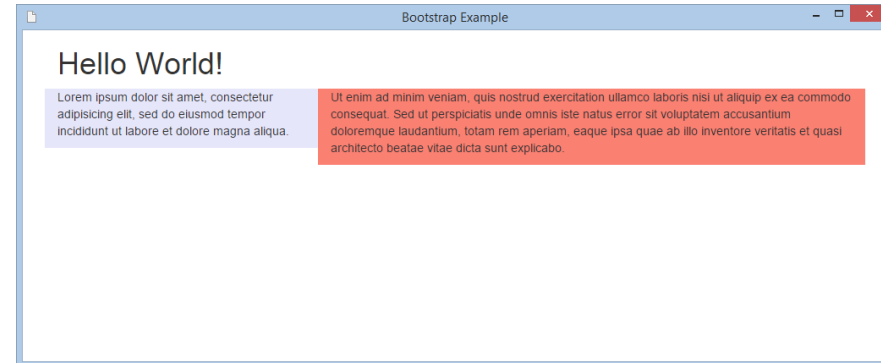 Bootstrap Example
Hello World!
Lorem ipsum dolor sit amet, consectetur
adipisicing elit, sed do eiusmod tempor
incididunt ut labore et dolore magna aliqua.
Ut enim ad minim veniam, quis nostrud exercitation ullamco laboris nisi ut aliquip ex ea commodo
consequat. Sed ut perspiciatis unde omnis iste natus error sit voluptatem accusantium
doloremque laudantium, totam rem aperiam, eaque ipsa quae ab illo inventore veritatis et quasi
architecto beatae vitae dicta sunt explicabo.